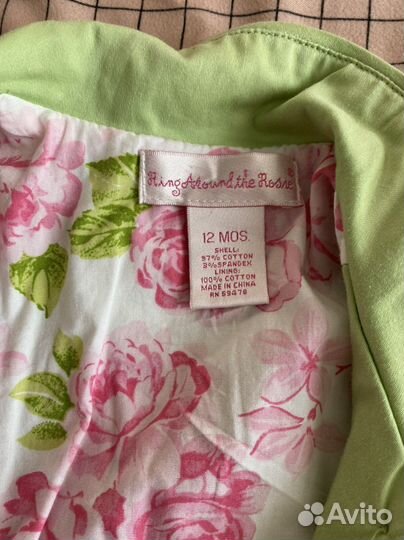 Ring Around the Rosie
12 MOS.
SHELL:
97% COTTON
3% SPANDEX
LINING:
100% COTTON
MADE IN CHINA
RN 59478
Avito